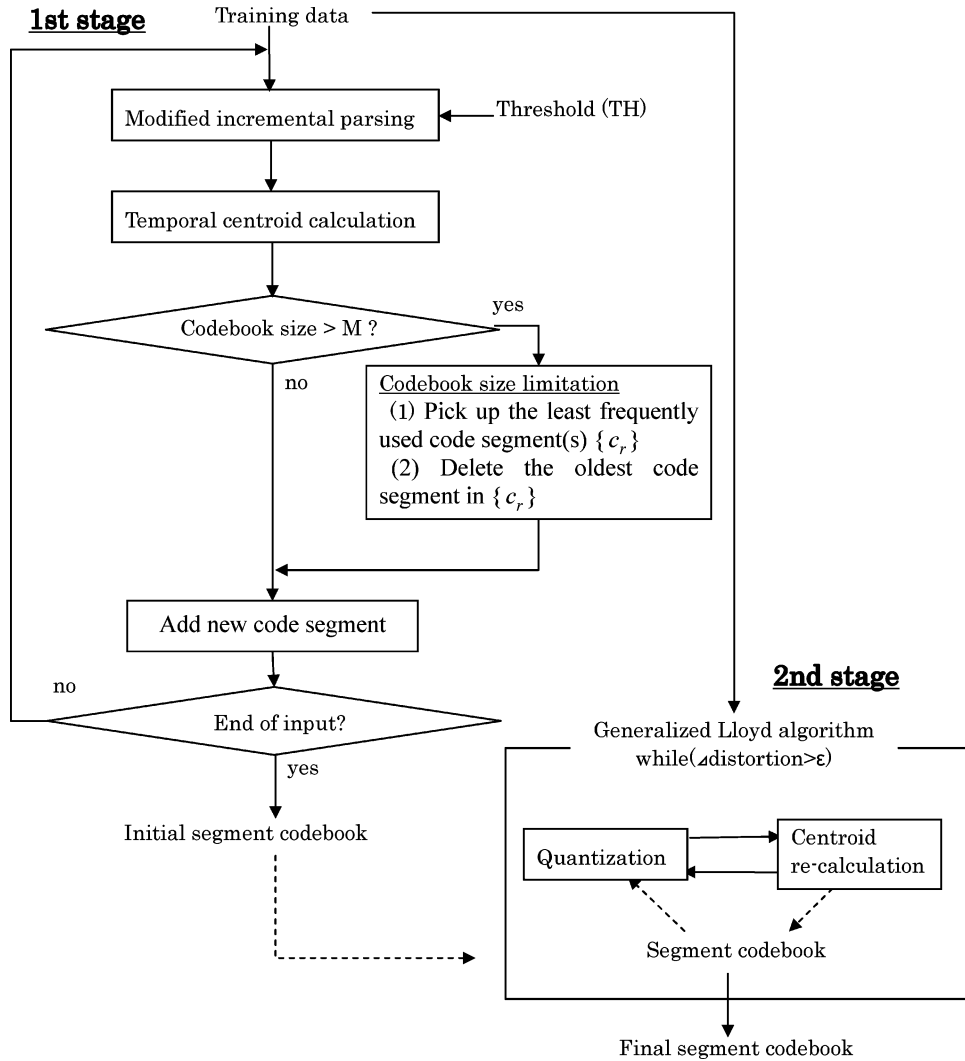 1st stage
Training data
Modified incremental parsing
Threshold (TH)
Temporal centroid calculation
Codebook size > M ?
yes
no
Codebook size limitation
(1) Pick up the least frequently
used code segment(s) {c_r}
(2) Delete the oldest code
segment in {c_r}
Add new code segment
End of input?
no
yes
Initial segment codebook
2nd stage
Generalized Lloyd algorithm
while(⊿distortion>ε)
Quantization
Centroid
re-calculation
Segment codebook
Final segment codebook